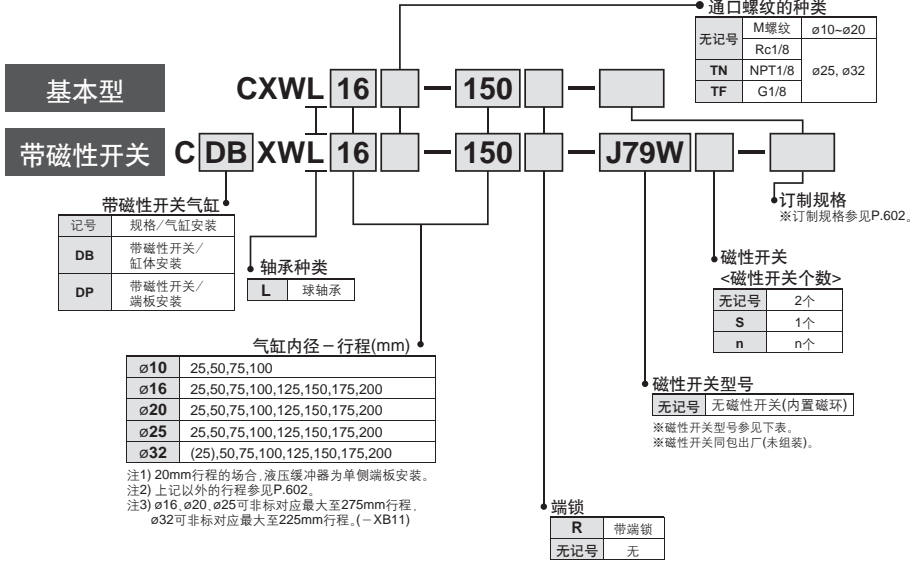 通口螺纹的种类
无记号 M螺纹 ø10~ø20
Rc1/8 ø25, ø32
TN NPT1/8
TF G1/8
基本型 CXWL 16 － 150 －
带磁性开关 C DB XWL 16 － 150 － J79W －
带磁性开关气缸
记号 规格/气缸安装
DB 带磁性开关/
缸体安装
DP 带磁性开关/
端板安装
轴承种类
L 球轴承
订制规格
※订制规格参见P.602。
磁性开关
<磁性开关个数>
无记号 2个
S 1个
n n个
气缸内径－行程(mm)
ø10 25,50,75,100
ø16 25,50,75,100,125,150,175,200
ø20 25,50,75,100,125,150,175,200
ø25 25,50,75,100,125,150,175,200
ø32 (25),50,75,100,125,150,175,200
注1) 20mm行程的场合,液压缓冲器为单侧端板安装。
注2) 上记以外的行程参见P.602。
注3) ø16、ø20、ø25可非标对应最大至275mm行程,
ø32可非标对应最大至225mm行程。(－XB11)
磁性开关型号
无记号 无磁性开关(内置磁环)
※磁性开关型号参见下表。
※磁性开关同包出厂(未组装)。
端锁
R 带端锁
无记号 无